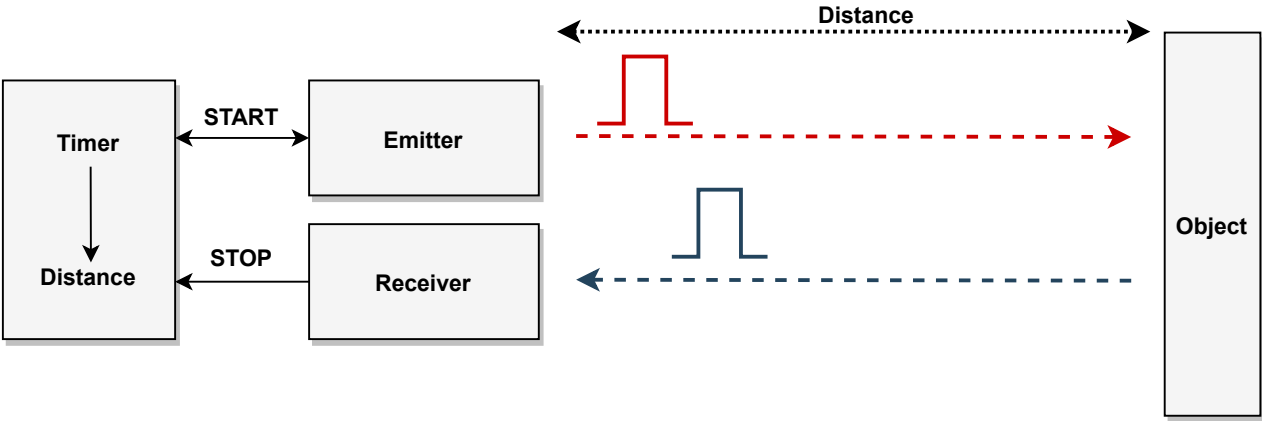 Distance
START
Timer
Emitter
Object
STOP
Distance
Receiver